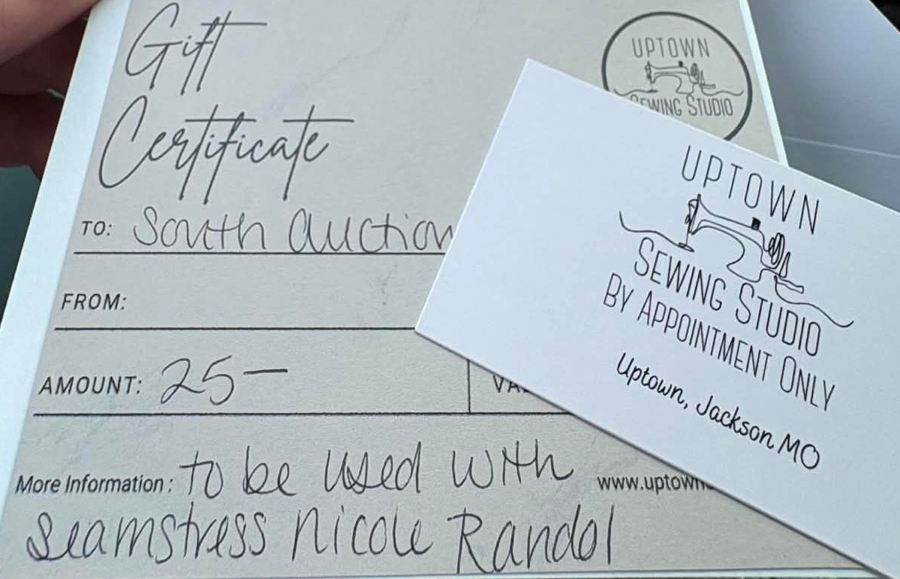 Gift
Certificate
UPTOWN
SEWING STUDIO
TO: South auction
FROM:
AMOUNT: 25-
More Information: to be used with
seamstress Nicole Randol
UPTOWN
SEWING STUDIO
BY APPOINTMENT ONLY
Uptown, Jackson, MO